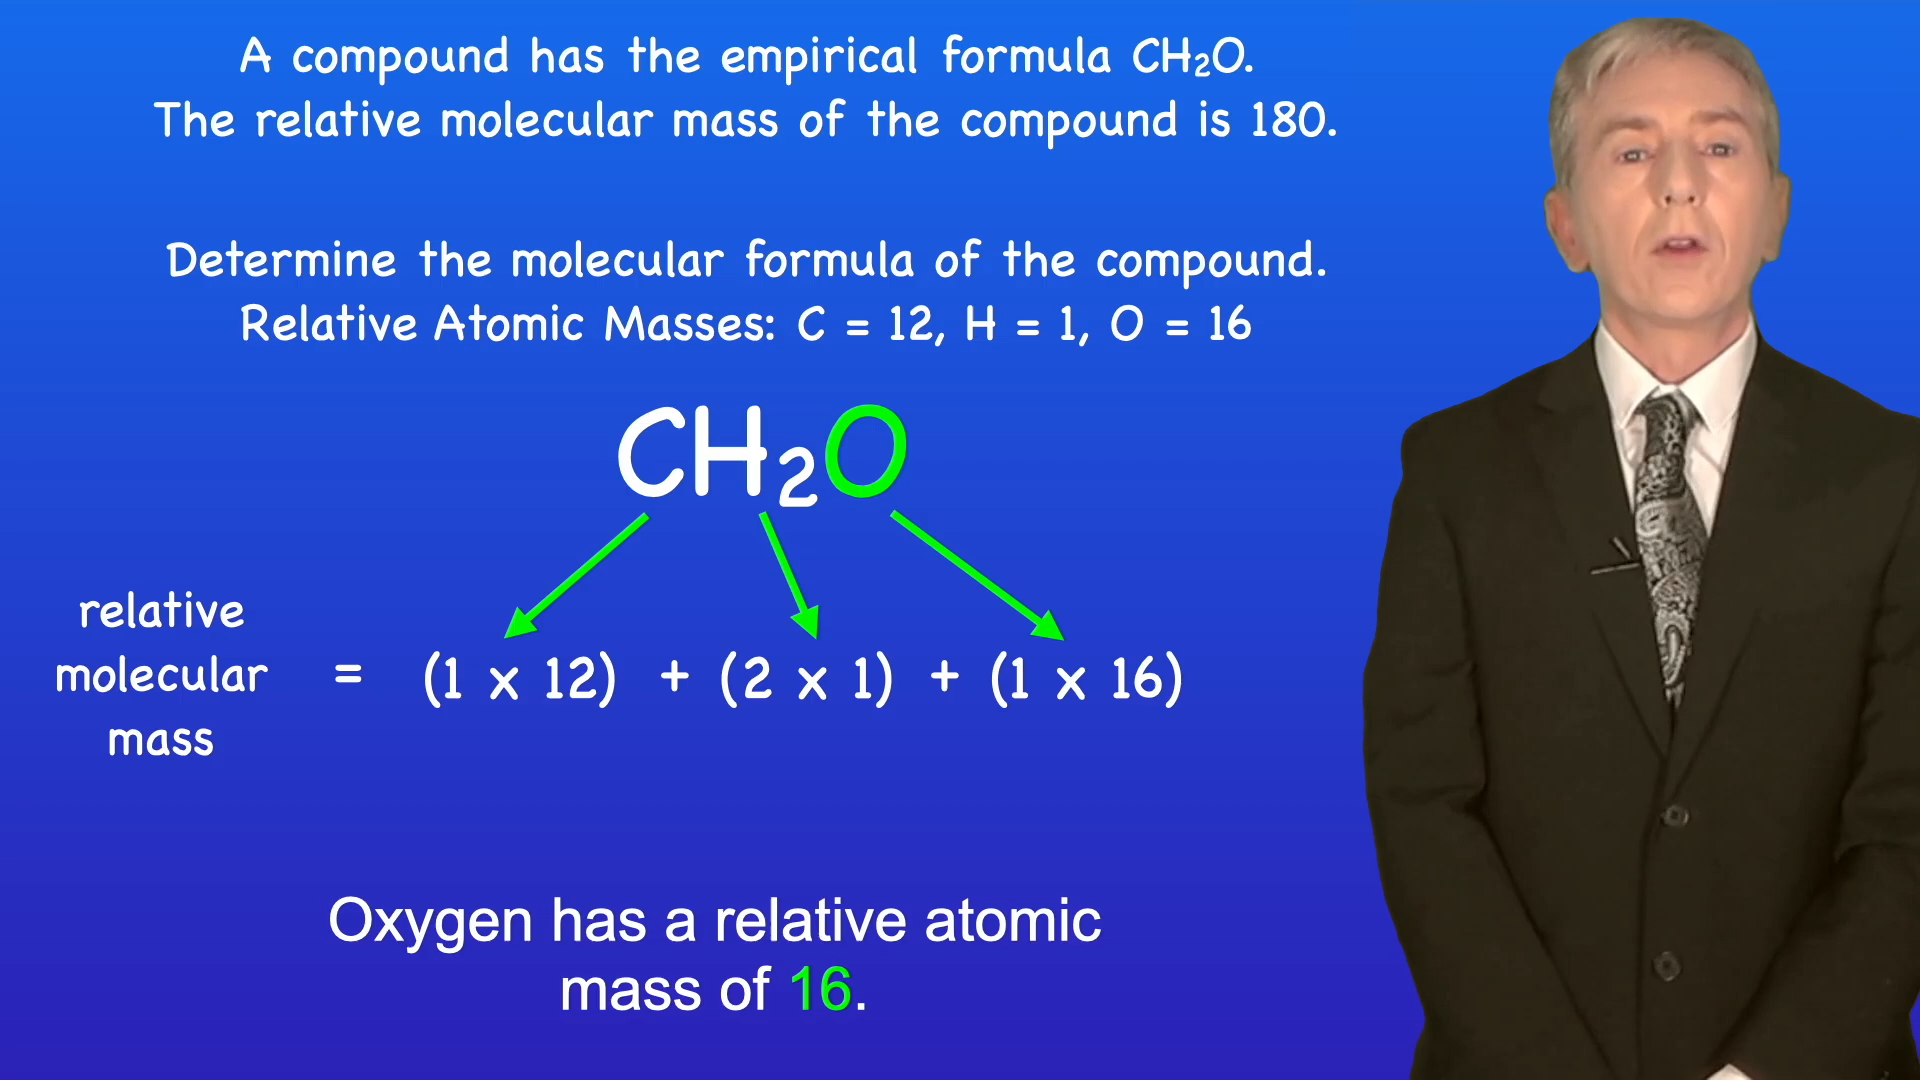 A compound has the empirical formula CH₂O.
The relative molecular mass of the compound is 180.
Determine the molecular formula of the compound.
Relative Atomic Masses: C = 12, H = 1, O = 16
CH₂O
relative
molecular
mass
= (1 x 12) + (2 x 1) + (1 x 16)
Oxygen has a relative atomic
mass of 16.